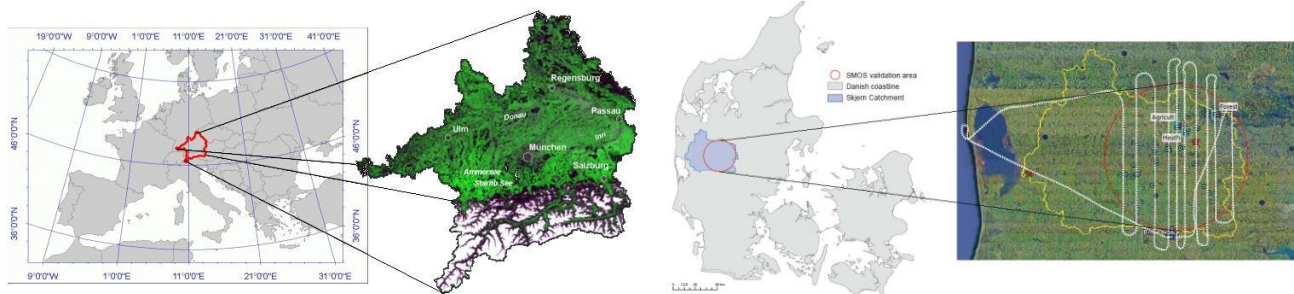 19°0'0"W 9°0'0"W 1°0'0"E 11°0'0"E 21°0'0"E 31°0'0"E 41°0'0"E
46°0'0"N
36°0'0"N
46°0'0"N
36°0'0"N
9°0'0"W 1°0'0"E 11°0'0"E 21°0'0"E 31°0'0"E
Regensburg
Passau
Donau
Ulm
Inn
München
Salzburg
Ammersee
Starnb.See
SMOS validation area
Danish coastline
Skjern Catchment
Forest
Agricult
Heath